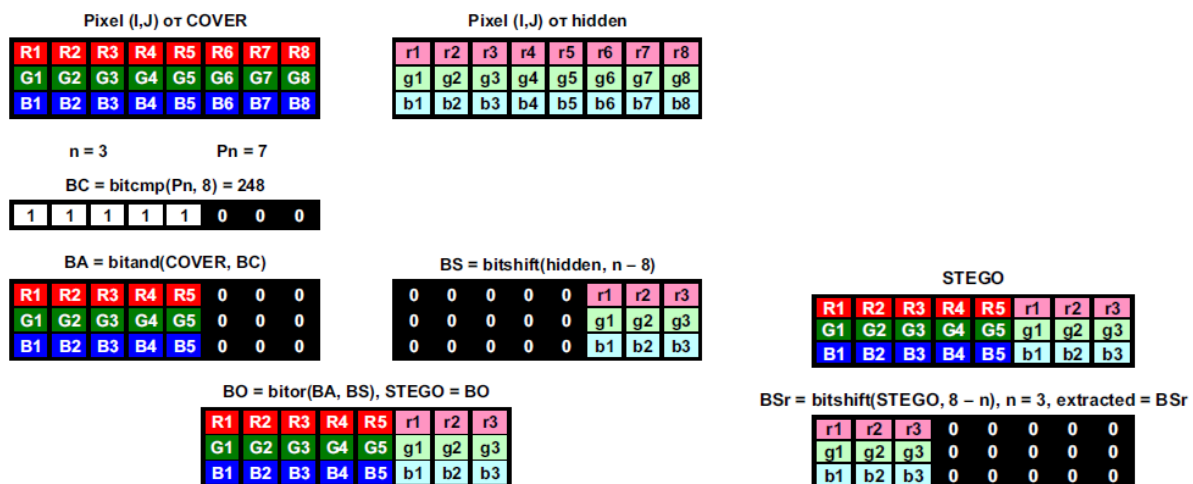 Pixel (I,J) от COVER
R1 R2 R3 R4 R5 R6 R7 R8
G1 G2 G3 G4 G5 G6 G7 G8
B1 B2 B3 B4 B5 B6 B7 B8
Pixel (I,J) от hidden
r1 r2 r3 r4 r5 r6 r7 r8
g1 g2 g3 g4 g5 g6 g7 g8
b1 b2 b3 b4 b5 b6 b7 b8
n = 3 Pn = 7
BC = bitcmp(Pn, 8) = 248
1 1 1 1 1 0 0 0
BA = bitand(COVER, BC)
R1 R2 R3 R4 R5 0 0 0
G1 G2 G3 G4 G5 0 0 0
B1 B2 B3 B4 B5 0 0 0
BS = bitshift(hidden, n – 8)
0 0 0 0 0 r1 r2 r3
0 0 0 0 0 g1 g2 g3
0 0 0 0 0 b1 b2 b3
BO = bitor(BA, BS), STEGO = BO
R1 R2 R3 R4 R5 r1 r2 r3
G1 G2 G3 G4 G5 g1 g2 g3
B1 B2 B3 B4 B5 b1 b2 b3
STEGO
R1 R2 R3 R4 R5 r1 r2 r3
G1 G2 G3 G4 G5 g1 g2 g3
B1 B2 B3 B4 B5 b1 b2 b3
BSr = bitshift(STEGO, 8 – n), n = 3, extracted = BSr
r1 r2 r3 0 0 0 0 0
g1 g2 g3 0 0 0 0 0
b1 b2 b3 0 0 0 0 0